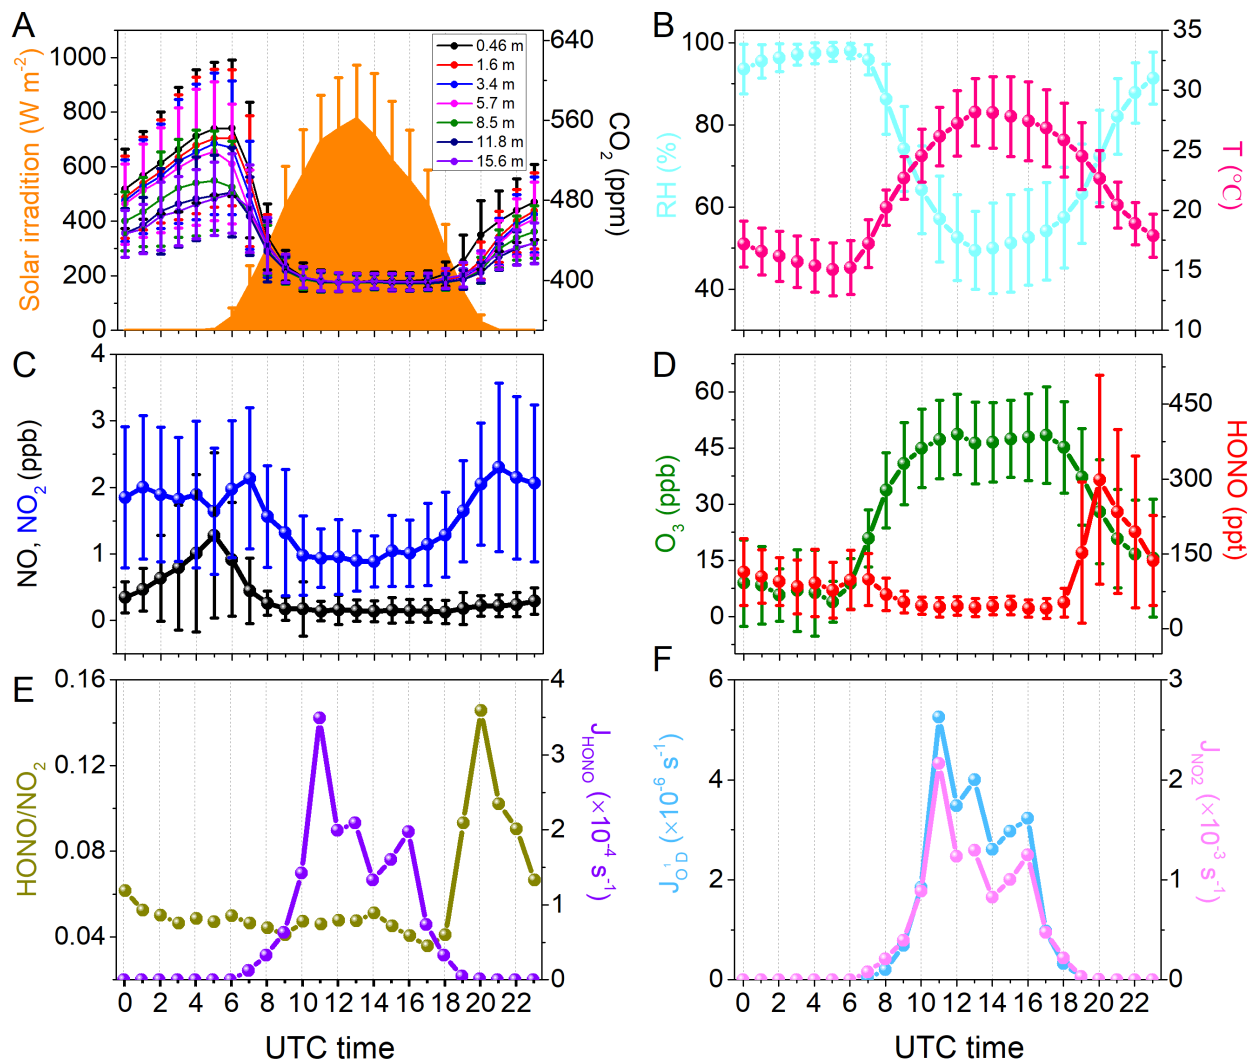 A
Solar irradition (W m⁻²)
1000
800
600
400
200
0
0.46 m
1.6 m
3.4 m
5.7 m
8.5 m
11.8 m
15.6 m
640
560
480
400
CO₂ (ppm)
B
RH (%)
100
80
60
40
35
30
25
20
15
10
T (°C)
C
NO, NO₂ (ppb)
4
3
2
1
0
D
O₃ (ppb)
60
45
30
15
0
450
300
150
0
HONO (ppt)
E
HONO/NO₂
0.16
0.12
0.08
0.04
4
3
2
1
0
J_HONO (×10⁻⁴ s⁻¹)
0 2 4 6 8 10 12 14 16 18 20 22
UTC time
F
J_O¹D (×10⁻⁶ s⁻¹)
6
4
2
0
3
2
1
0
J_NO2 (×10⁻³ s⁻¹)
0 2 4 6 8 10 12 14 16 18 20 22
UTC time